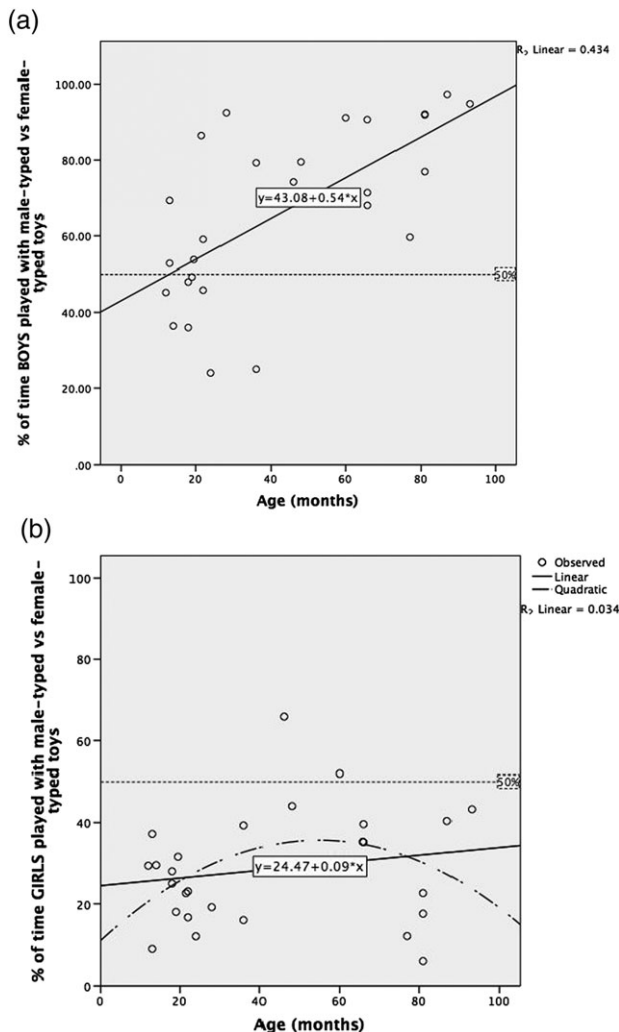 (a)
R2 Linear = 0.434
100.00
80.00
60.00
40.00
20.00
.00
y=43.08+0.54*x
50%
0 20 40 60 80 100
Age (months)
% of time BOYS played with male-typed vs female-
typed toys
(b)
Observed
Linear
Quadratic
R2 Linear = 0.034
100
80
60
40
20
0
50%
y=24.47+0.09*x
0 20 40 60 80 100
Age (months)
% of time GIRLS played with male-typed vs female-
typed toys